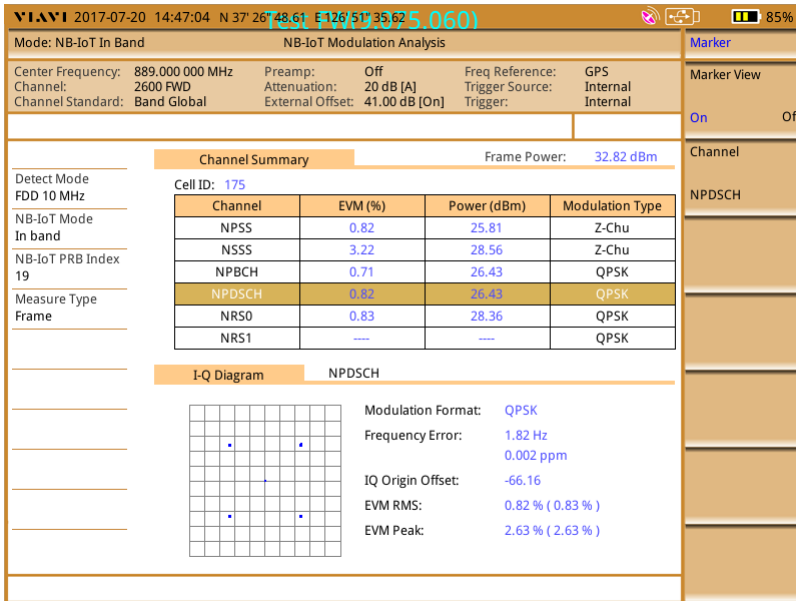 VIAVI 2017-07-20 14:47:04 N 37° 26' 48.61 E 126° 51' 35.62 85%
Test FW(9.075.060)
Mode: NB-IoT In Band NB-IoT Modulation Analysis Marker
Center Frequency: 889.000 000 MHz Preamp: Off Freq Reference: GPS
Channel: 2600 FWD Attenuation: 20 dB [A] Trigger Source: Internal
Channel Standard: Band Global External Offset: 41.00 dB [On] Trigger: Internal
Marker View
On Of
Channel
NPDSCH
Channel Summary Frame Power: 32.82 dBm
Detect Mode
FDD 10 MHz
NB-IoT Mode
In band
NB-IoT PRB Index
19
Measure Type
Frame
Cell ID: 175
Channel EVM (%) Power (dBm) Modulation Type
NPSS 0.82 25.81 Z-Chu
NSSS 3.22 28.56 Z-Chu
NPBCH 0.71 26.43 QPSK
NPDSCH 0.82 26.43 QPSK
NRS0 0.83 28.36 QPSK
NRS1 ---- ---- QPSK
I-Q Diagram NPDSCH
Modulation Format: QPSK
Frequency Error: 1.82 Hz
0.002 ppm
IQ Origin Offset: -66.16
EVM RMS: 0.82 % ( 0.83 % )
EVM Peak: 2.63 % ( 2.63 % )